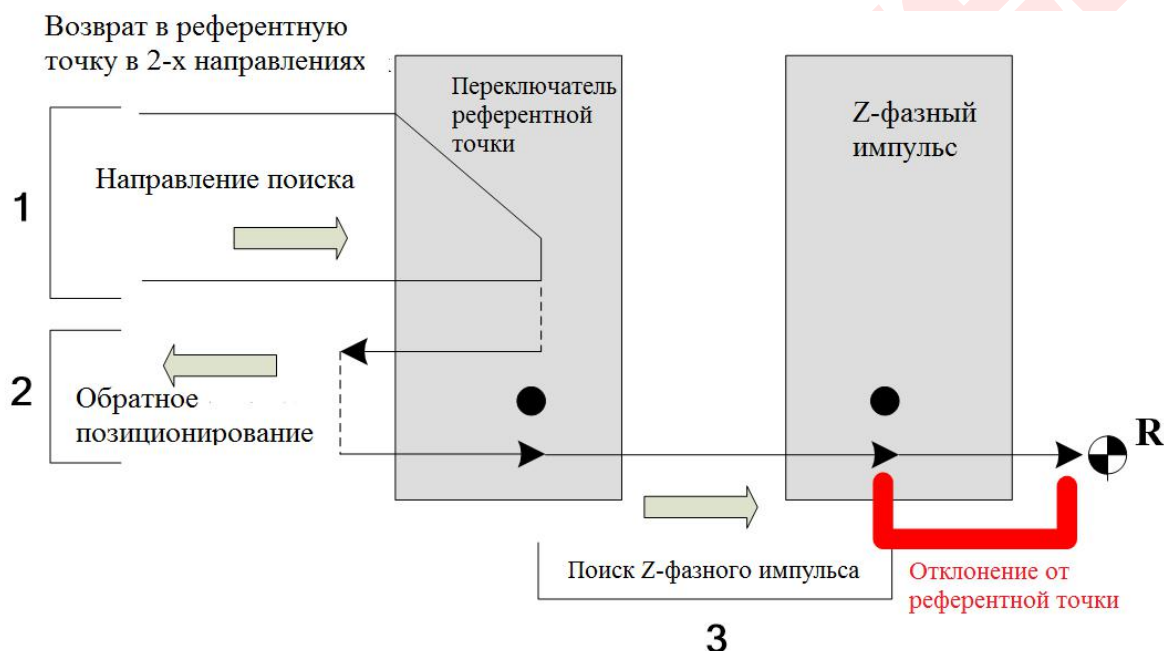 Возврат в референтную
точку в 2-х направлениях
Переключатель
референтной
точки
Z-фазный
импульс
1
Направление поиска
2
Обратное
позиционирование
R
Поиск Z-фазного импульса
Отклонение от
референтной точки
3